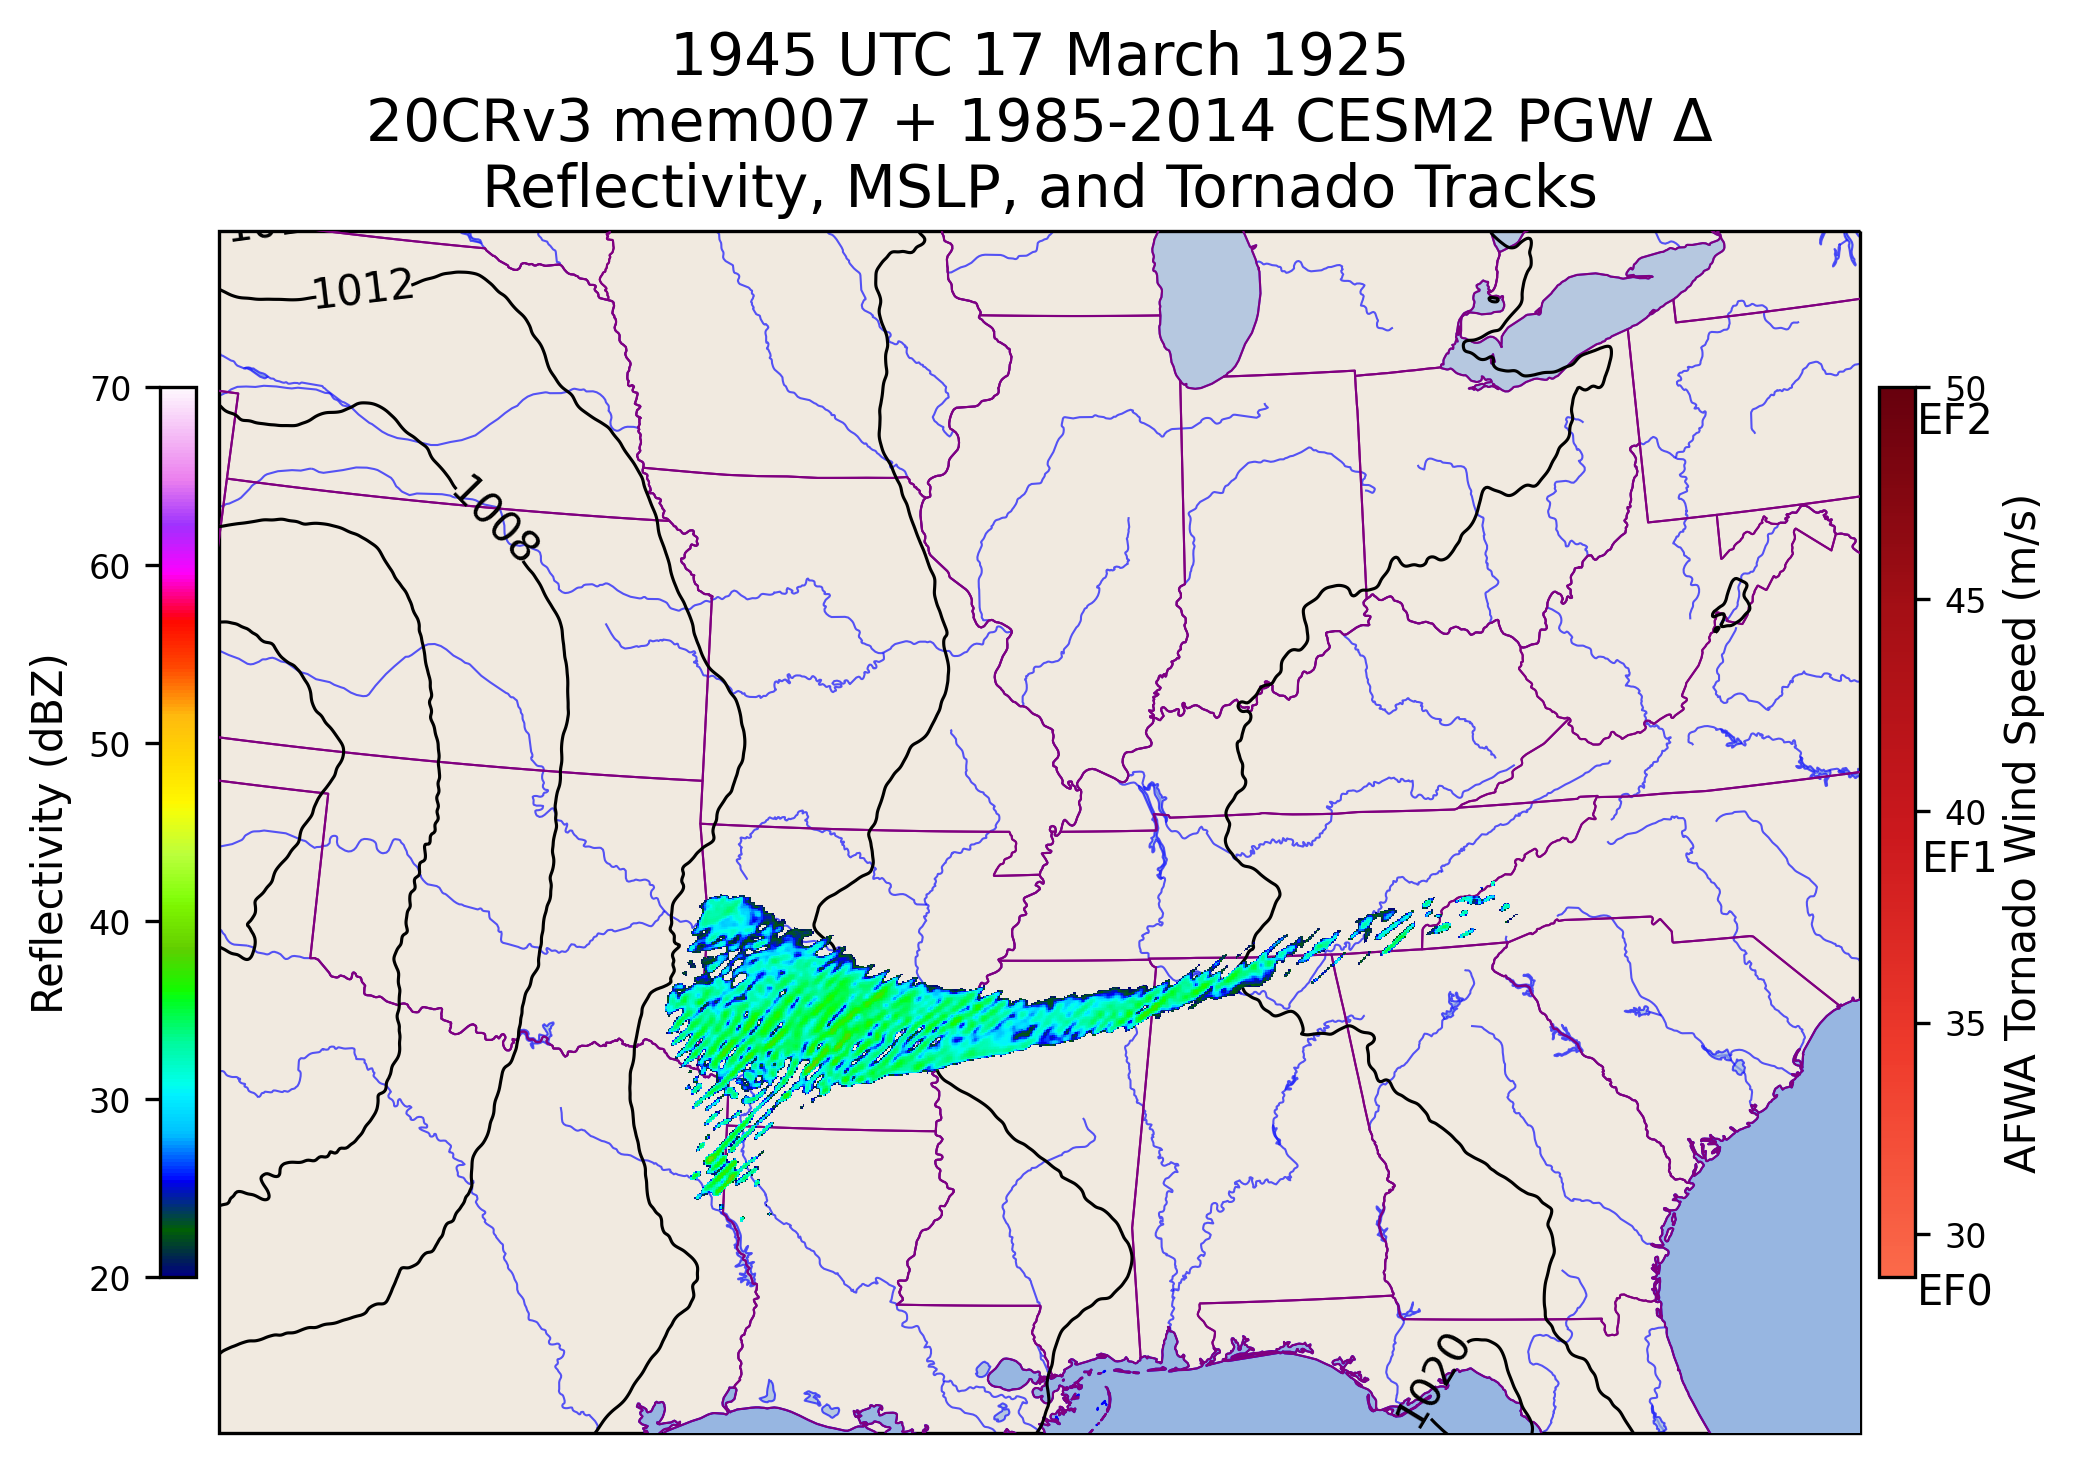 1945 UTC 17 March 1925
20CRv3 mem007 + 1985-2014 CESM2 PGW Δ
Reflectivity, MSLP, and Tornado Tracks
1012
1008
1020
70
60
50
40
30
20
Reflectivity (dBZ)
50
EF2
45
40
EF1
35
30
EF0
AFWA Tornado Wind Speed (m/s)